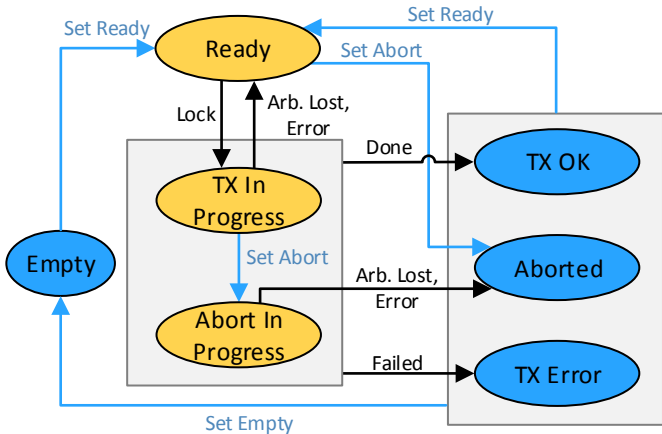 Set Ready
Set Ready
Ready
Set Abort
Lock
Arb. Lost,
Error
Done
TX OK
TX In
Progress
Empty
Set Abort
Aborted
Arb. Lost,
Error
Abort In
Progress
Failed
TX Error
Set Empty